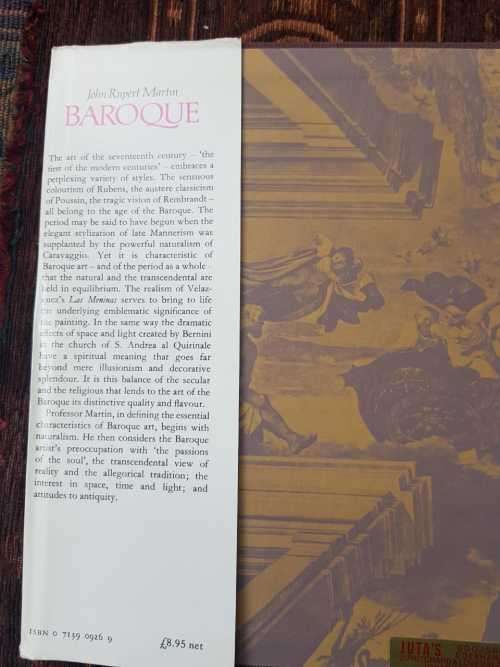 John Rupert Martin
BAROQUE
The art of the seventeenth century – 'the
first of the modern centuries' – embraces a
perplexing variety of styles. The sensuous
colourism of Rubens, the austere classicism
of Poussin, the tragic vision of Rembrandt –
all belong to the age of the Baroque. The
period may be said to have begun when the
elegant stylization of late Mannerism was
supplanted by the powerful naturalism of
Caravaggio. Yet it is characteristic of
Baroque art – and of the period as a whole –
that the natural and the transcendental are
held in equilibrium. The realism of Velaz-
quez's Las Meninas serves to bring to life
the underlying emblematic significance of
the painting. In the same way the dramatic
effects of space and light created by Bernini
in the church of S. Andrea al Quirinale
have a spiritual meaning that goes far
beyond mere illusionism and decorative
splendour. It is this balance of the secular
and the religious that lends to the art of the
Baroque its distinctive quality and flavour.
Professor Martin, in defining the essential
characteristics of Baroque art, begins with
naturalism. He then considers the Baroque
artist's preoccupation with 'the passions
of the soul', the transcendental view of
reality and the allegorical tradition; the
interest in space, time and light; and
attitudes to antiquity.
ISBN 0 7139 0926 9
£8.95 net
JUTA'S